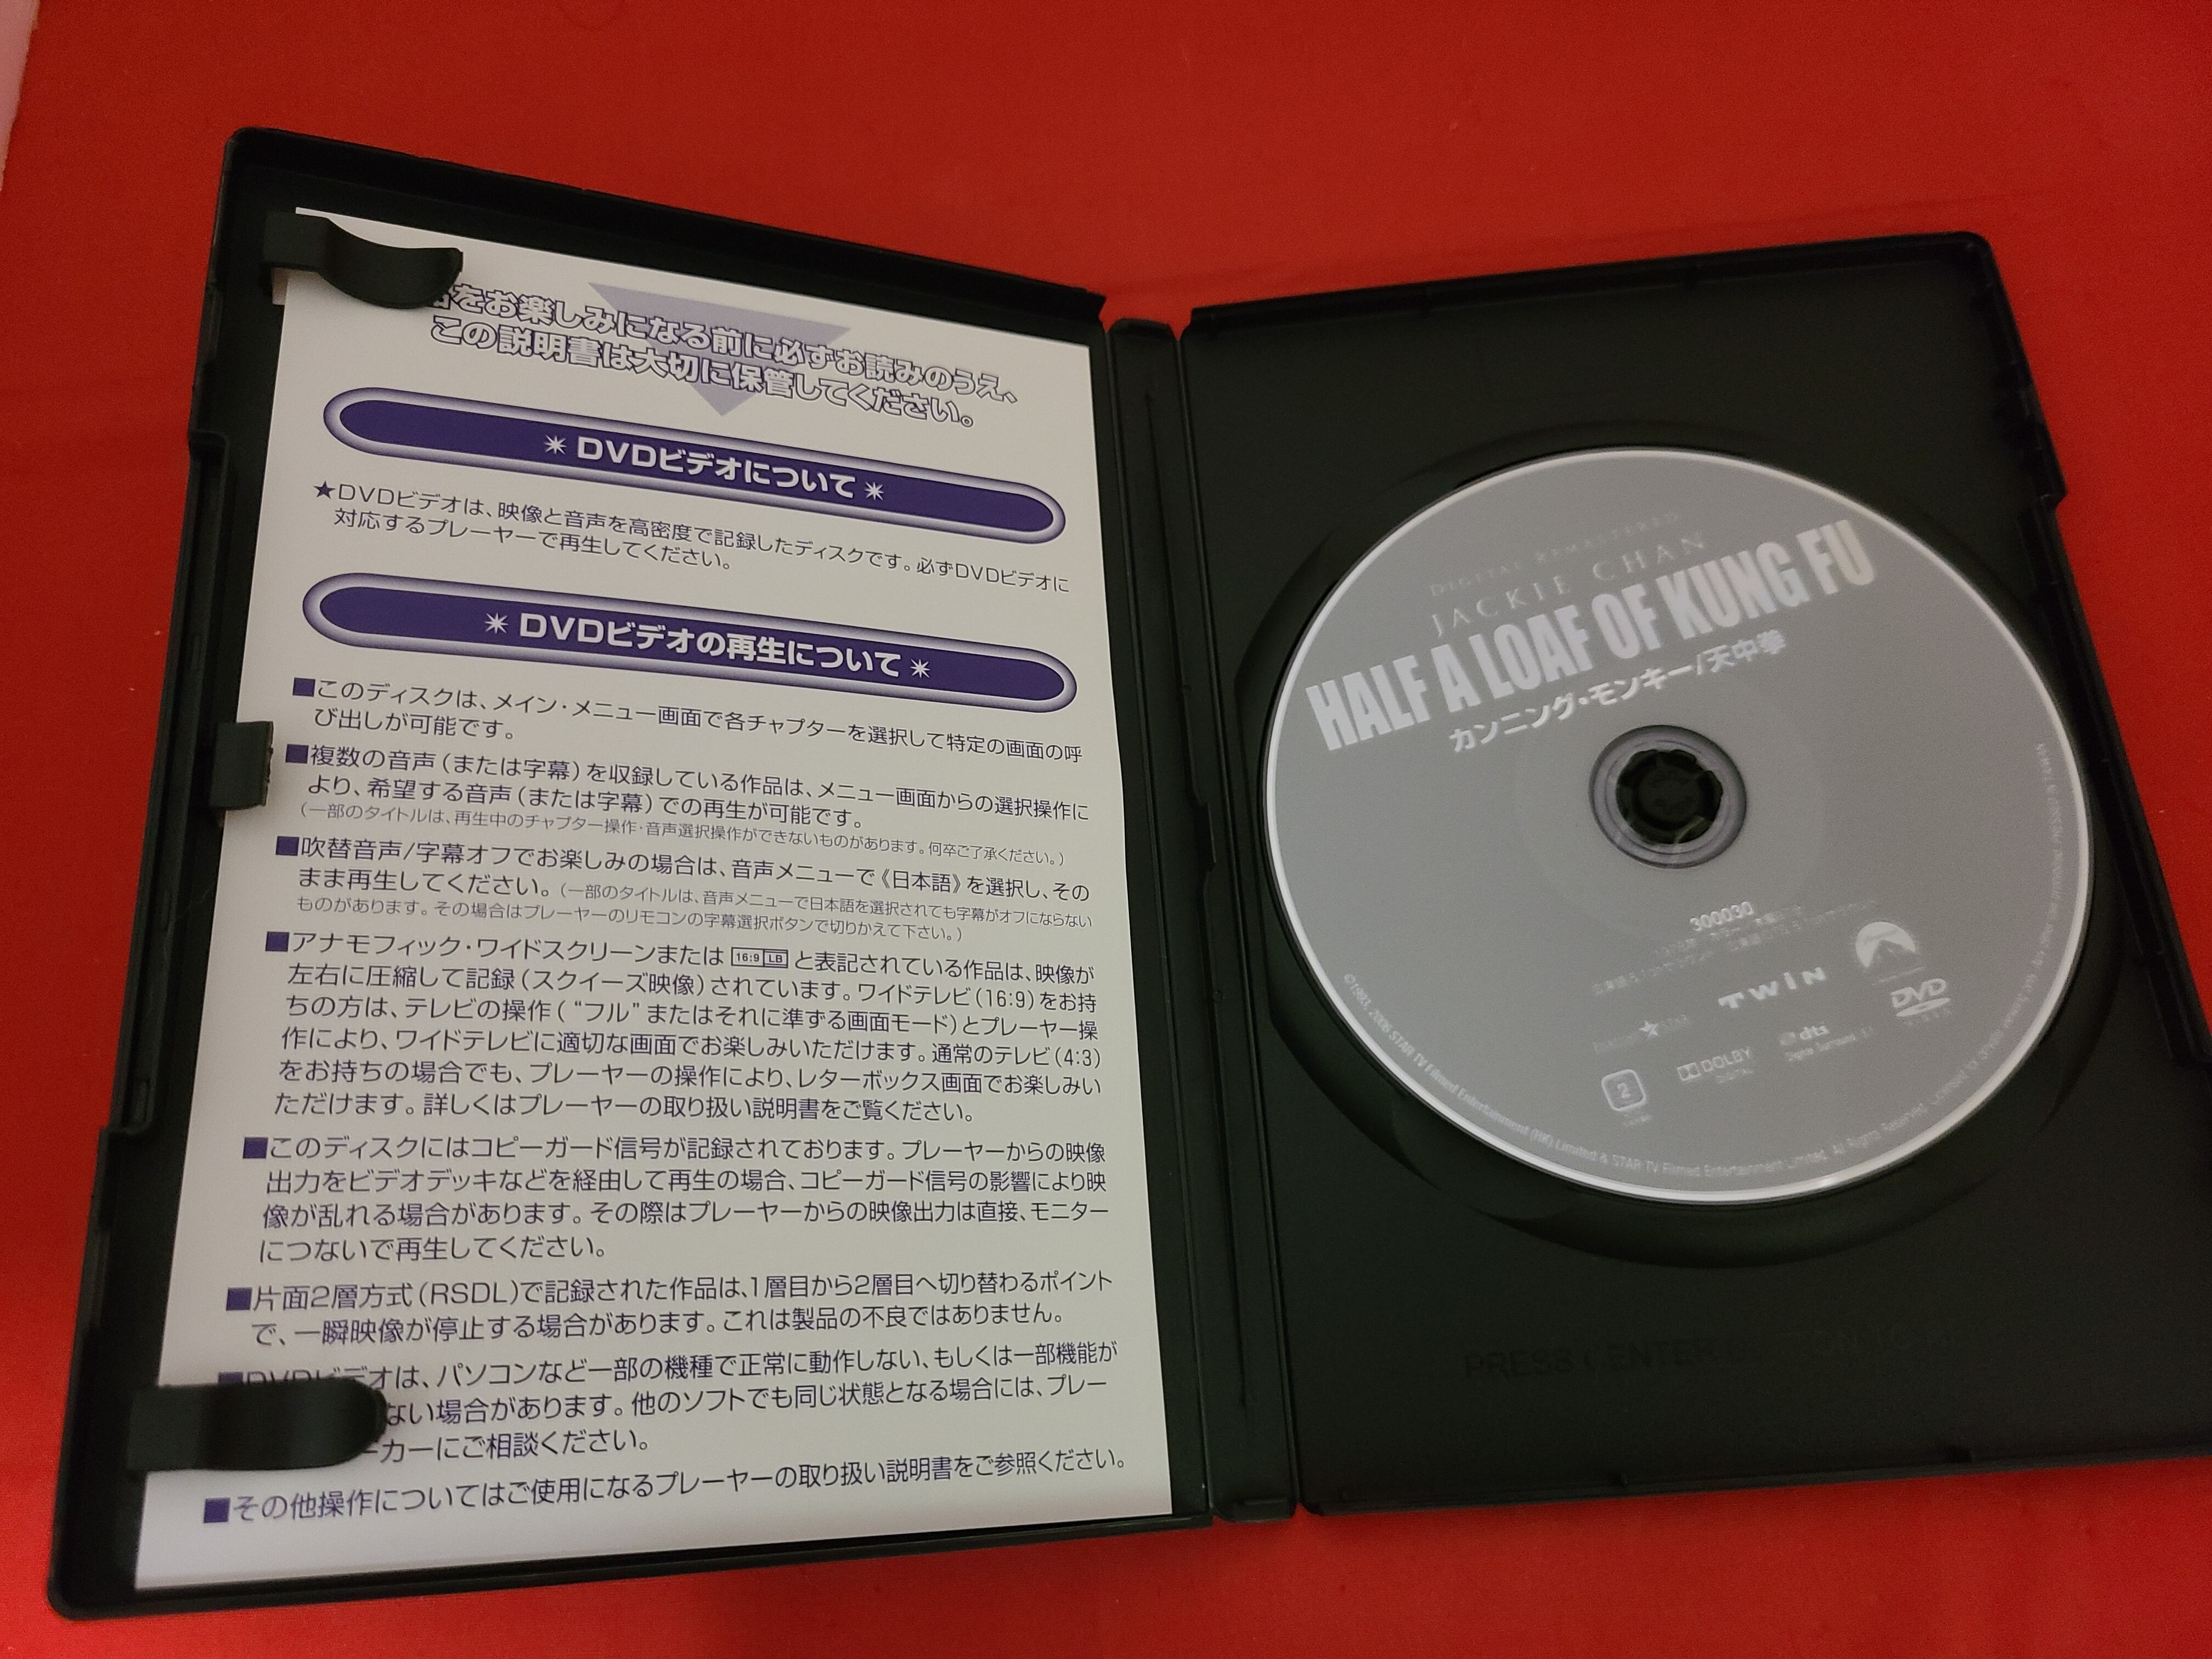 をお楽しみになる前に必ずお読みのうえ、
この説明書は大切に保管してください。
✴ DVDビデオについて ✴
★DVDビデオは、映像と音声を高密度で記録したディスクです。必ずDVDビデオに
対応するプレーヤーで再生してください。
✴ DVDビデオの再生について ✴
■このディスクは、メイン・メニュー画面で各チャプターを選択して特定の画面の呼
び出しが可能です。
■複数の音声(または字幕)を収録している作品は、メニュー画面からの選択操作に
より、希望する音声(または字幕)での再生が可能です。
(一部のタイトルは、再生中のチャプター操作・音声選択操作ができないものがあります。何卒ご了承ください。)
■吹替音声/字幕オフでお楽しみの場合は、音声メニューで《日本語》を選択し、その
まま再生してください。(一部のタイトルは、音声メニューで日本語を選択されても字幕がオフにならない
ものがあります。その場合はプレーヤーのリモコンの字幕選択ボタンで切りかえて下さい。)
■アナモフィック・ワイドスクリーンまたは 16:9 LB と表記されている作品は、映像が
左右に圧縮して記録(スクイーズ映像)されています。ワイドテレビ(16:9)をお持
ちの方は、テレビの操作(“フル”またはそれに準ずる画面モード)とプレーヤー操
作により、ワイドテレビに適切な画面でお楽しみいただけます。通常のテレビ(4:3)
をお持ちの場合でも、プレーヤーの操作により、レターボックス画面でお楽しみい
ただけます。詳しくはプレーヤーの取り扱い説明書をご覧ください。
■このディスクにはコピーガード信号が記録されております。プレーヤーからの映像
出力をビデオデッキなどを経由して再生の場合、コピーガード信号の影響により映
像が乱れる場合があります。その際はプレーヤーからの映像出力は直接、モニター
につないで再生してください。
■片面2層方式(RSDL)で記録された作品は、1層目から2層目へ切り替わるポイント
で、一瞬映像が停止する場合があります。これは製品の不良ではありません。
■DVDビデオは、パソコンなど一部の機種で正常に動作しない、もしくは一部機能が
ない場合があります。他のソフトでも同じ状態となる場合には、プレー
ーカーにご相談ください。
■その他操作についてはご使用になるプレーヤーの取り扱い説明書をご参照ください。
DIGITAL REMASTERED
JACKIE CHAN
HALF A LOAF OF KUNG FU
カンニング・モンキー/天中拳
300030
TWIN
DVD
VIDEO
STAR
DOLBY
DIGITAL
dts
Digital Surround 5.1
2
STAR TV Filmed Entertainment (HK) Limited & STAR TV Filmed Entertainment Limited. All Rights Reserved.
PRESS CENTER